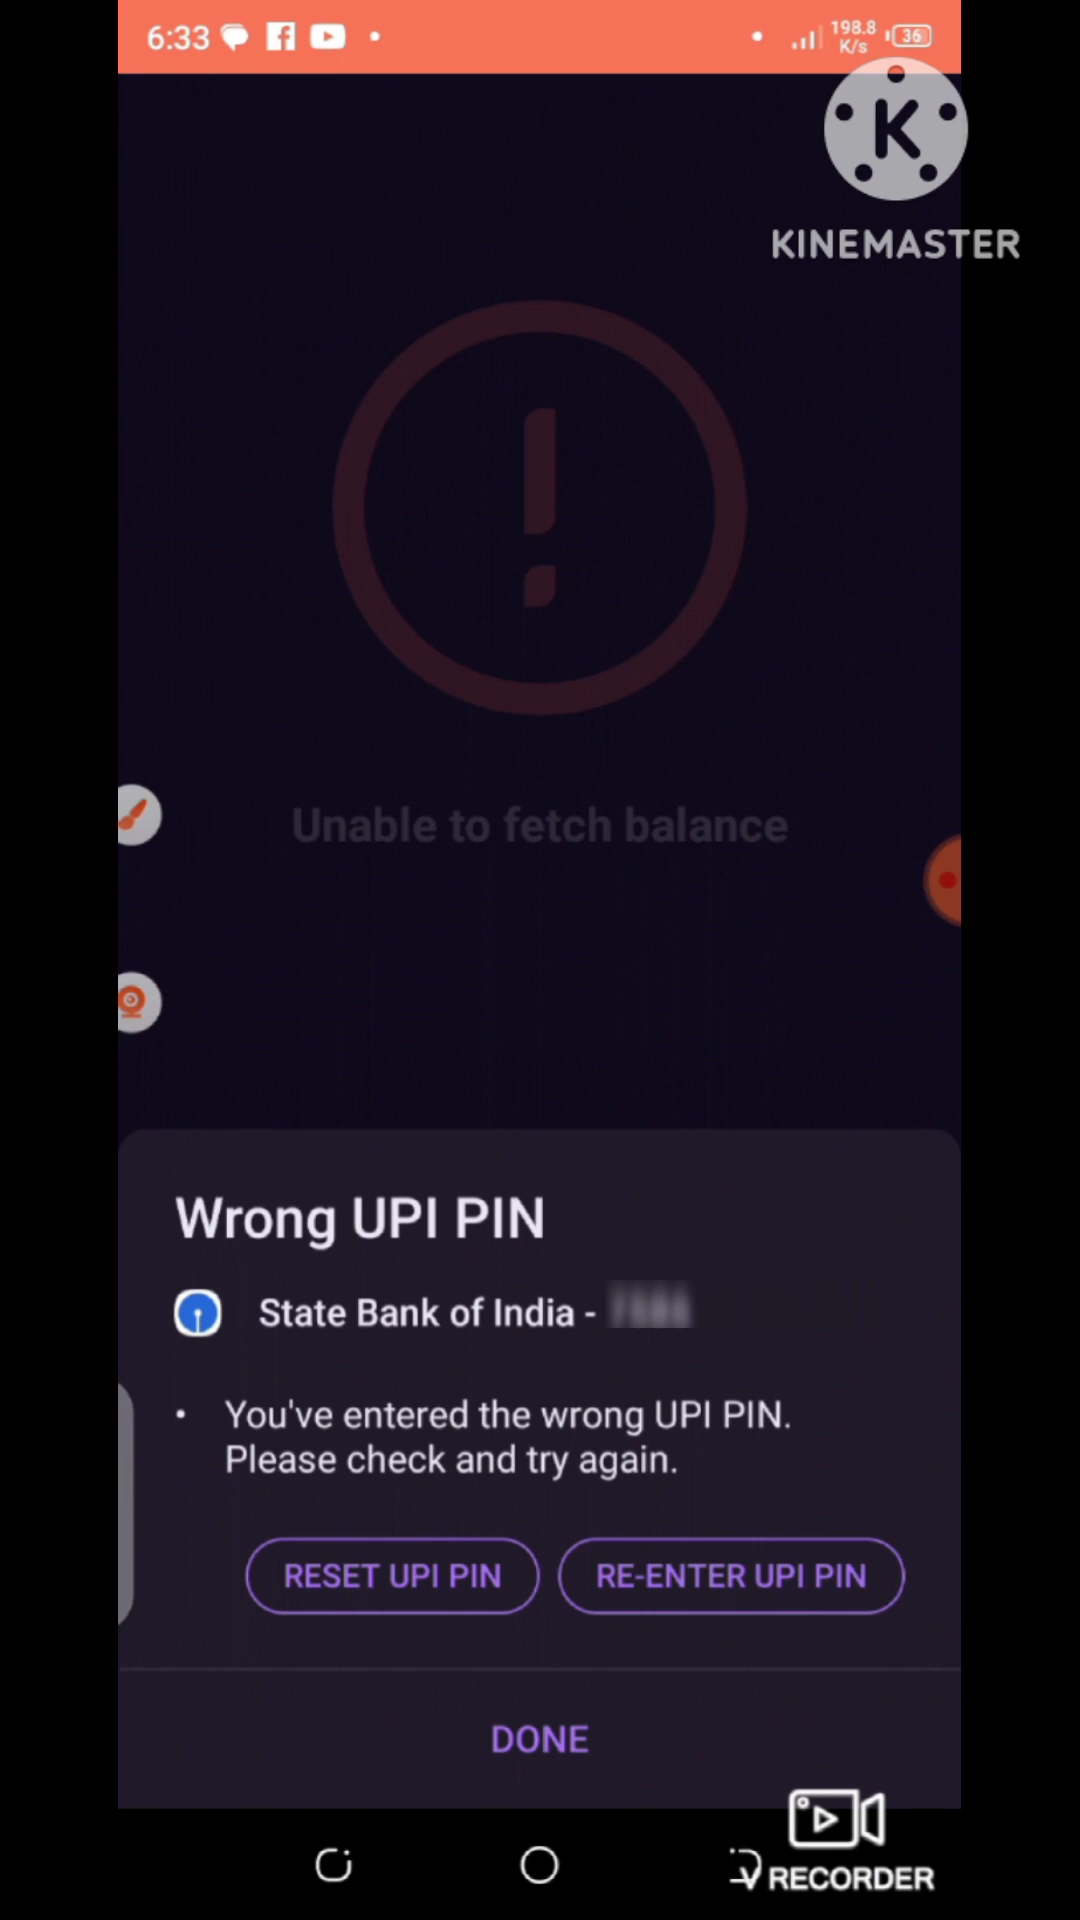 6:33
198.8
K/s
36
K
KINEMASTER
Unable to fetch balance
Wrong UPI PIN
State Bank of India -
You've entered the wrong UPI PIN.
Please check and try again.
RESET UPI PIN
RE-ENTER UPI PIN
DONE
RECORDER